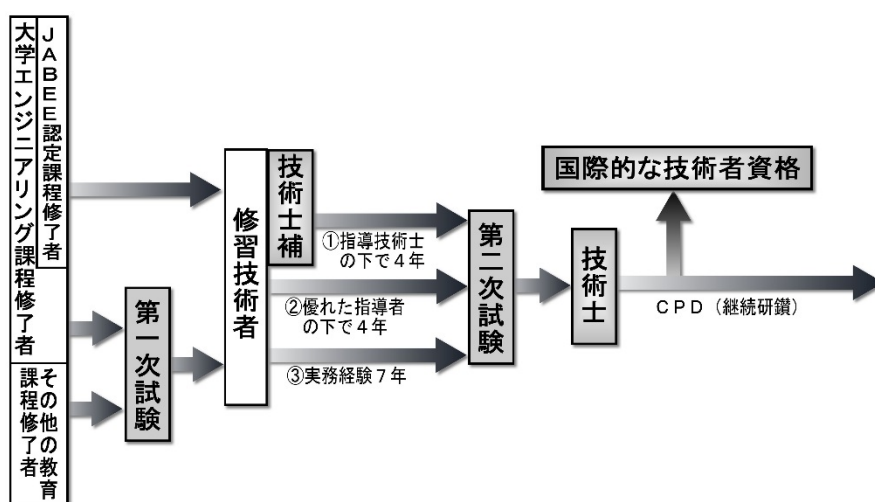 大学エンジニアリング課程修了者
ＪＡＢＥＥ認定課程修了者
その他の教育
課程修了者
第一次試験
修習技術者
技術士補
①指導技術士
の下で４年
②優れた指導者
の下で４年
③実務経験７年
第二次試験
技術士
国際的な技術者資格
ＣＰＤ（継続研鑽）